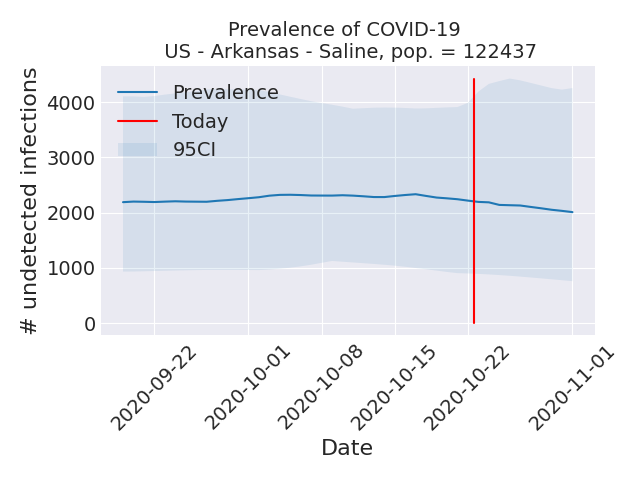 Prevalence of COVID-19
US - Arkansas - Saline, pop. = 122437
# undetected infections
4000
3000
2000
1000
0
Prevalence
Today
95CI
2020-09-22
2020-10-01
2020-10-08
2020-10-15
2020-10-22
2020-11-01
Date